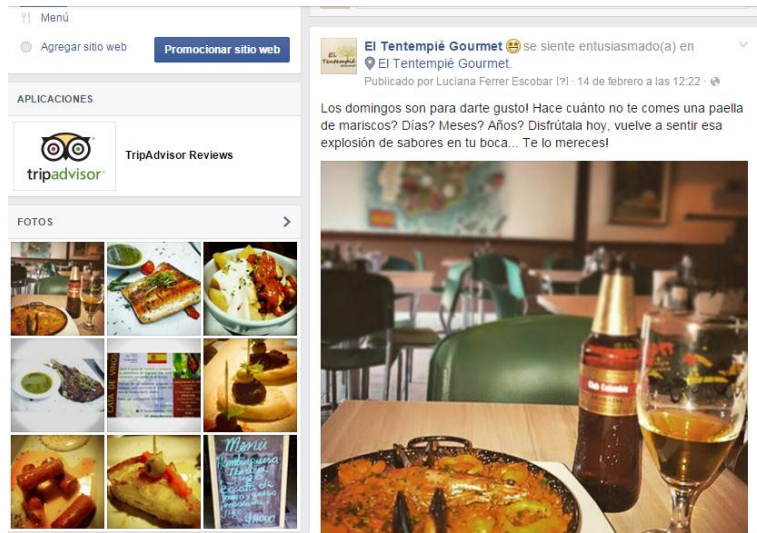 Menú
Agregar sitio web
Promocionar sitio web
APLICACIONES
tripadvisor
TripAdvisor Reviews
FOTOS
Menú
Hamburguesa
El Tentempié Gourmet se siente entusiasmado(a) en
El Tentempié Gourmet.
Publicado por Luciana Ferrer Escobar [?] · 14 de febrero a las 12:22 ·
Los domingos son para darte gusto! Hace cuánto no te comes una paella
de mariscos? Días? Meses? Años? Disfrútala hoy, vuelve a sentir esa
explosión de sabores en tu boca... Te lo mereces!
Club Colombia